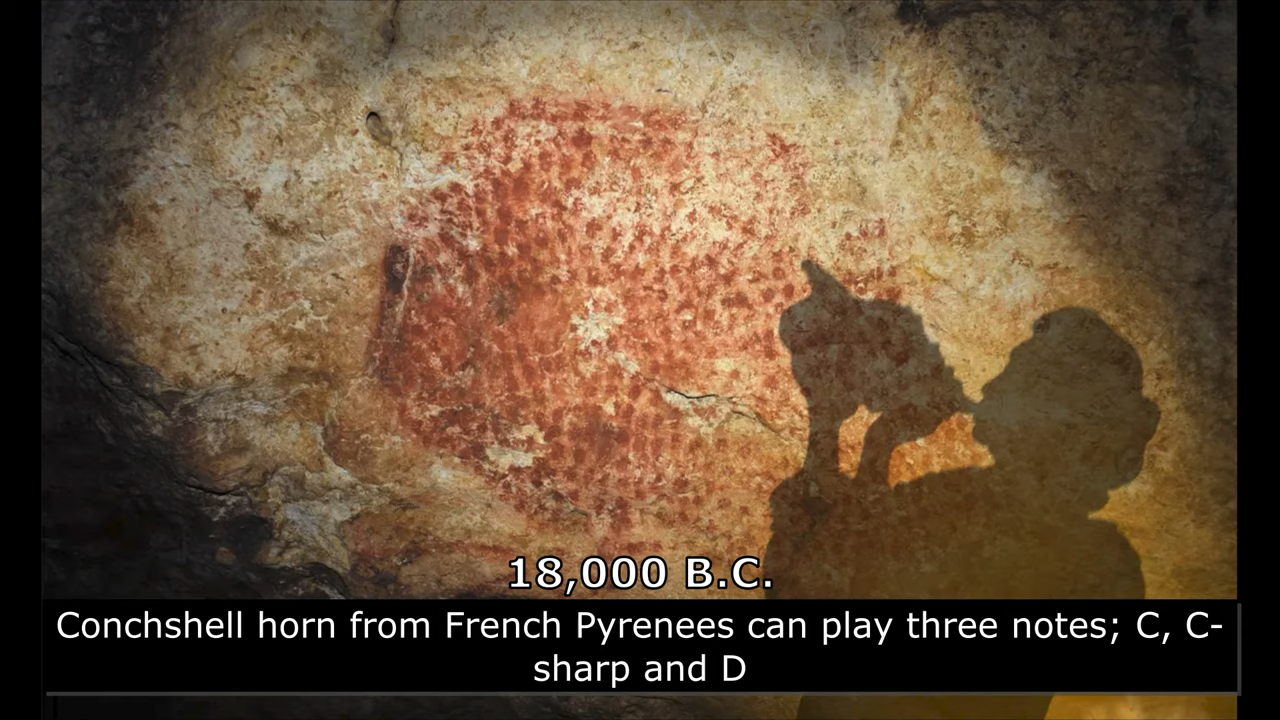 18,000 B.C.
Conchshell horn from French Pyrenees can play three notes; C, C-
sharp and D